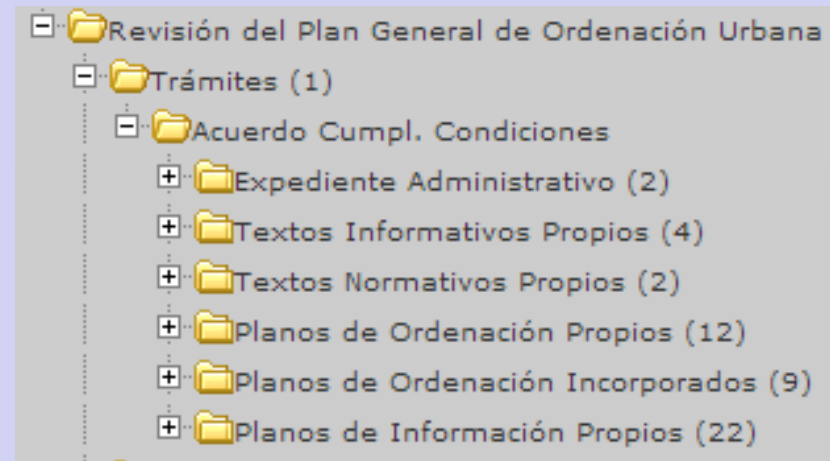 Revisión del Plan General de Ordenación Urbana
Trámites (1)
Acuerdo Cumpl. Condiciones
Expediente Administrativo (2)
Textos Informativos Propios (4)
Textos Normativos Propios (2)
Planos de Ordenación Propios (12)
Planos de Ordenación Incorporados (9)
Planos de Información Propios (22)